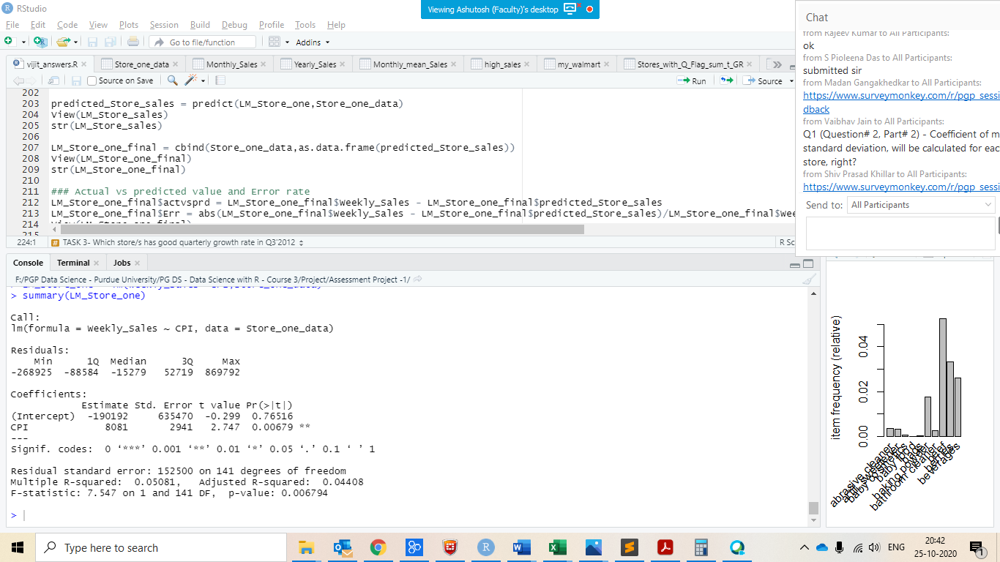 RStudio
Viewing Ashutosh (Faculty)'s desktop
File Edit Code View Plots Session Build Debug Profile Tools Help
Go to file/function
Addins
vijit_answers.R
Store_one_data
Monthly_Sales
Yearly_Sales
Monthly_mean_Sales
high_sales
my_walmart
Stores_with_Q_Flag_sum_t_GR
Source on Save
Run
Source
202
203 predicted_Store_sales = predict(LM_Store_one,Store_one_data)
204 View(LM_Store_sales)
205 str(LM_Store_sales)
206
207 LM_Store_one_final = cbind(Store_one_data,as.data.frame(predicted_Store_sales))
208 View(LM_Store_one_final)
209 str(LM_Store_one_final)
210
211 ### Actual vs predicted value and Error rate
212 LM_Store_one_final$actvsprd = LM_Store_one_final$Weekly_Sales - LM_Store_one_final$predicted_Store_sales
213 LM_Store_one_final$Err = abs(LM_Store_one_final$Weekly_Sales - LM_Store_one_final$predicted_Store_sales)/LM_Store_one_final$Wee
214 View(LM_Store_one_final)
215
224:1 # TASK 3- Which store/s has good quarterly growth rate in Q3'2012
R Sc
Chat
from Rajeev Kumar to All Participants:
ok
from S Pioleena Das to All Participants:
submitted sir
from Madan Gangakhedkar to All Participants:
https://www.surveymonkey.com/r/pgp_sessi
dback
from Vaibhav Jain to All Participants:
Q1 (Question# 2, Part# 2) - Coefficient of m
standard deviation, will be calculated for eac
store, right?
from Shiv Prasad Khillar to All Participants:
https://www.surveymonkey.com/r/pgp_sessi
Send to: All Participants
Console Terminal Jobs
F:/PGP Data Science - Purdue University/PG DS - Data Science with R - Course 3/Project/Assessment Project -1/
> summary(LM_Store_one)
Call:
lm(formula = Weekly_Sales ~ CPI, data = Store_one_data)
Residuals:
Min 1Q Median 3Q Max
-268925 -88584 -15279 52719 869792
Coefficients:
Estimate Std. Error t value Pr(>|t|)
(Intercept) -190192 635470 -0.299 0.76516
CPI 8081 2941 2.747 0.00679 **
---
Signif. codes: 0 ‘***’ 0.001 ‘**’ 0.01 ‘*’ 0.05 ‘.’ 0.1 ‘ ’ 1
Residual standard error: 152500 on 141 degrees of freedom
Multiple R-squared: 0.05081, Adjusted R-squared: 0.04408
F-statistic: 7.547 on 1 and 141 DF, p-value: 0.006794
>
item frequency (relative)
0.04
0.02
0.00
abrasive cleaner
baby cosmetics
baby food
bags
baking powder
bathroom cleaner
beef
berries
beverages
Type here to search
ENG
20:42
25-10-2020
1